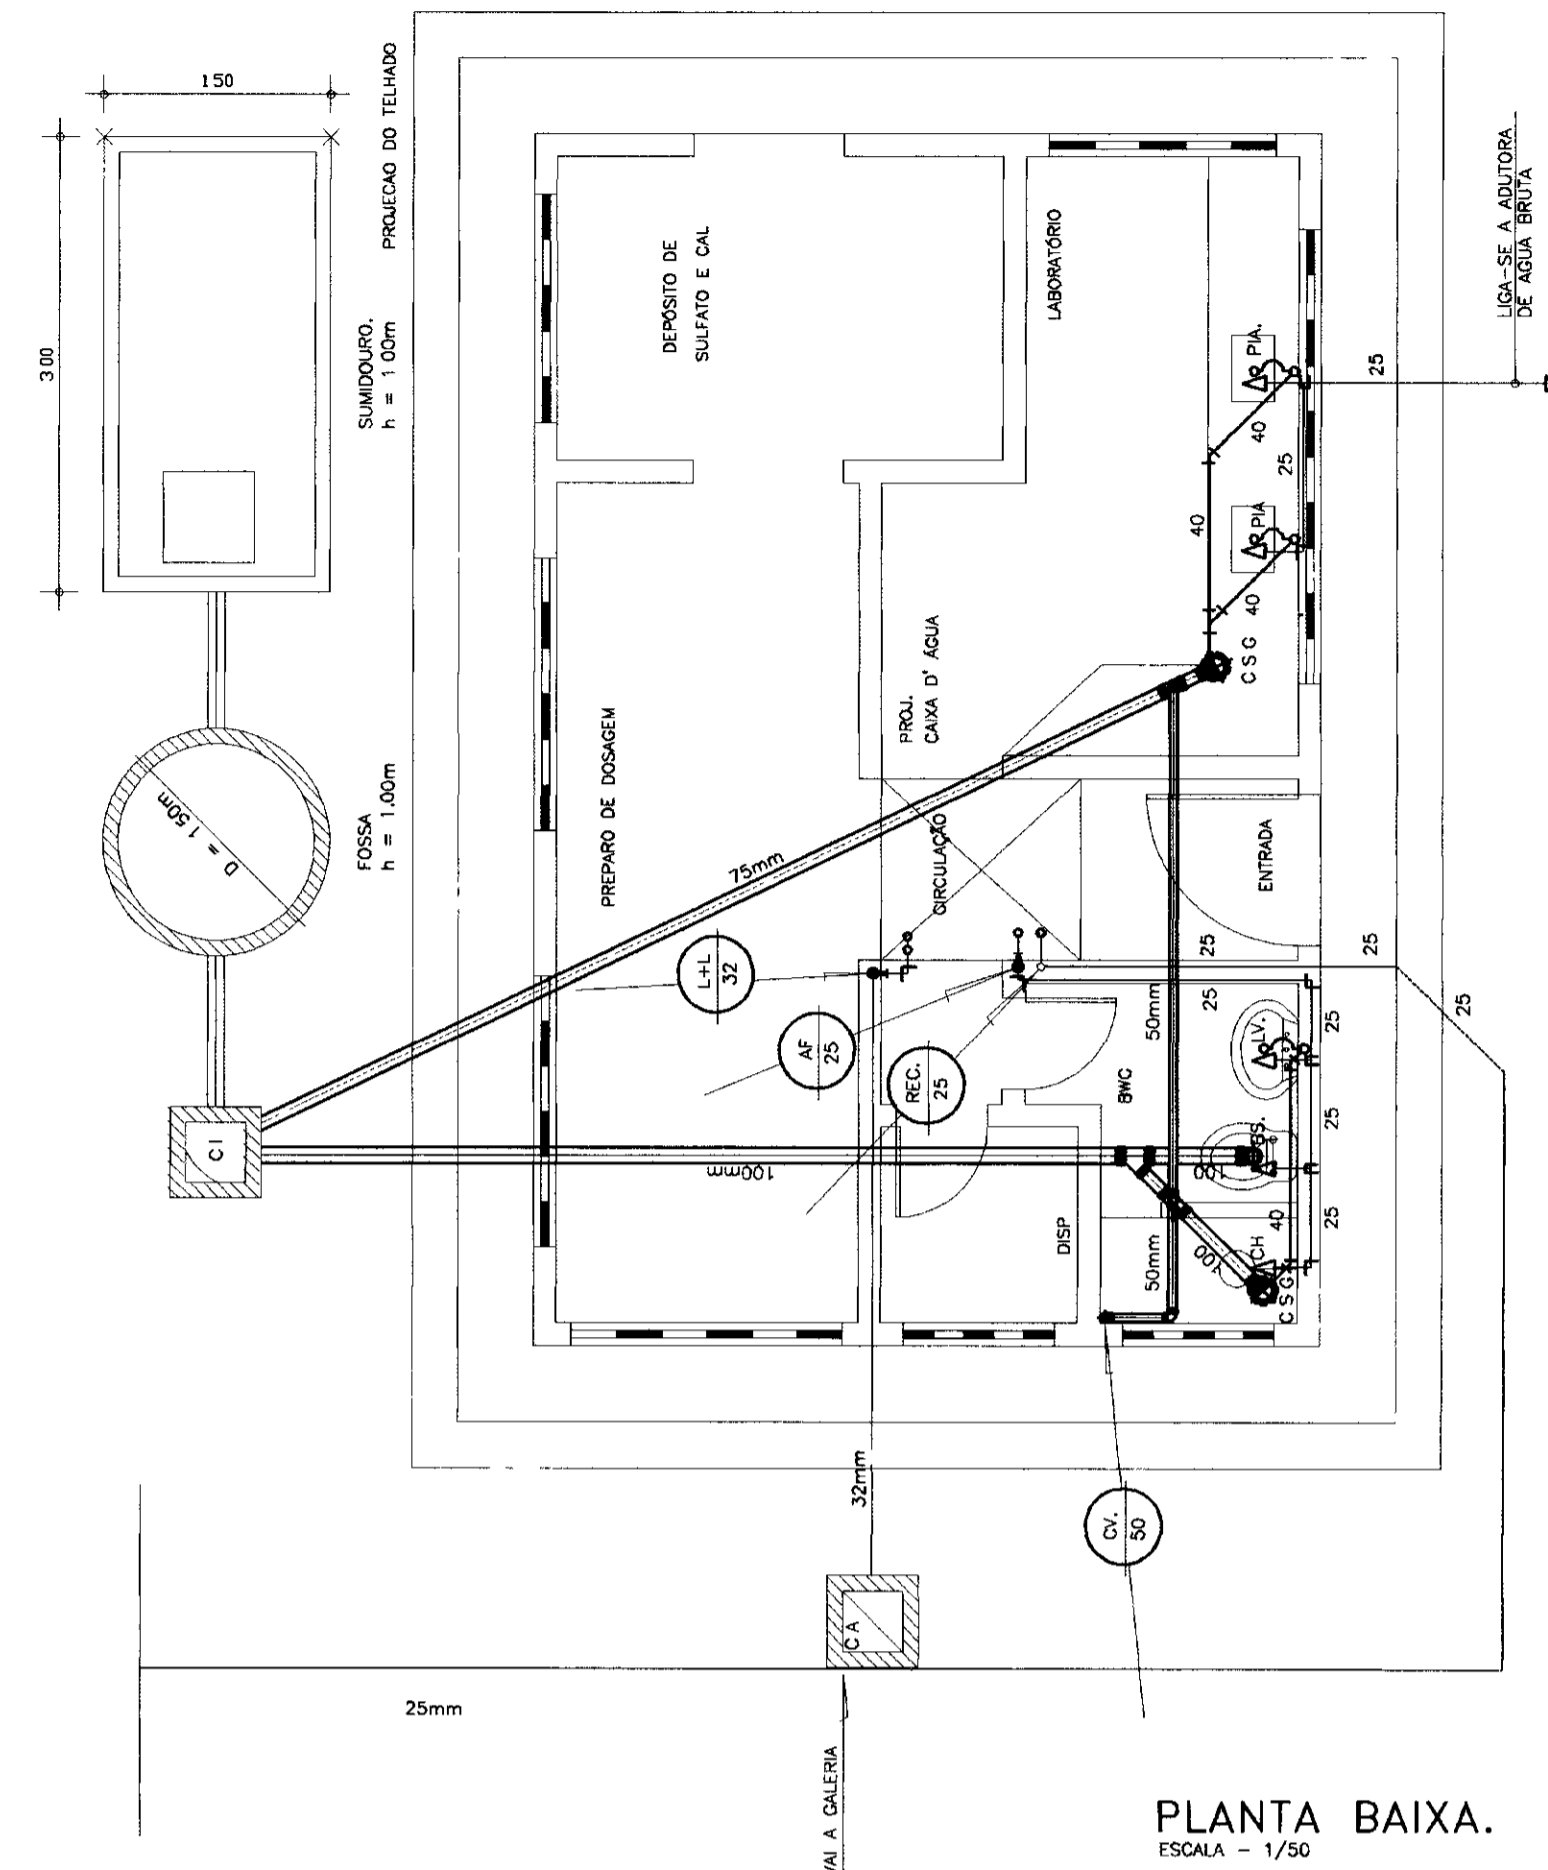 150
300
PROJECAO DO TELHADO
SUMIDOURO.
h = 1 00m
DEPÓSITO DE
SULFATO E CAL
LABORATÓRIO
LIGA-SE A ADUTORA
DE AGUA BRUTA
PIA.
25
40
25
PIA
40
40
C S G
PROJ.
CAIXA D' ÁGUA
PREPARO DE DOSAGEM
FOSSA
h = 1.00m
D = 1 50m
75mm
CIRCULAÇÃO
ENTRADA
L+L
32
AF
25
REC.
25
25
25
25
25
50mm
LV.
25
BWC
BS.
25
C I
100mm
100
40
25
DISP
50mm
100
CH
C S G
32mm
CV.
50
C A
25mm
VAI A GALERIA
PLANTA BAIXA.
ESCALA - 1/50